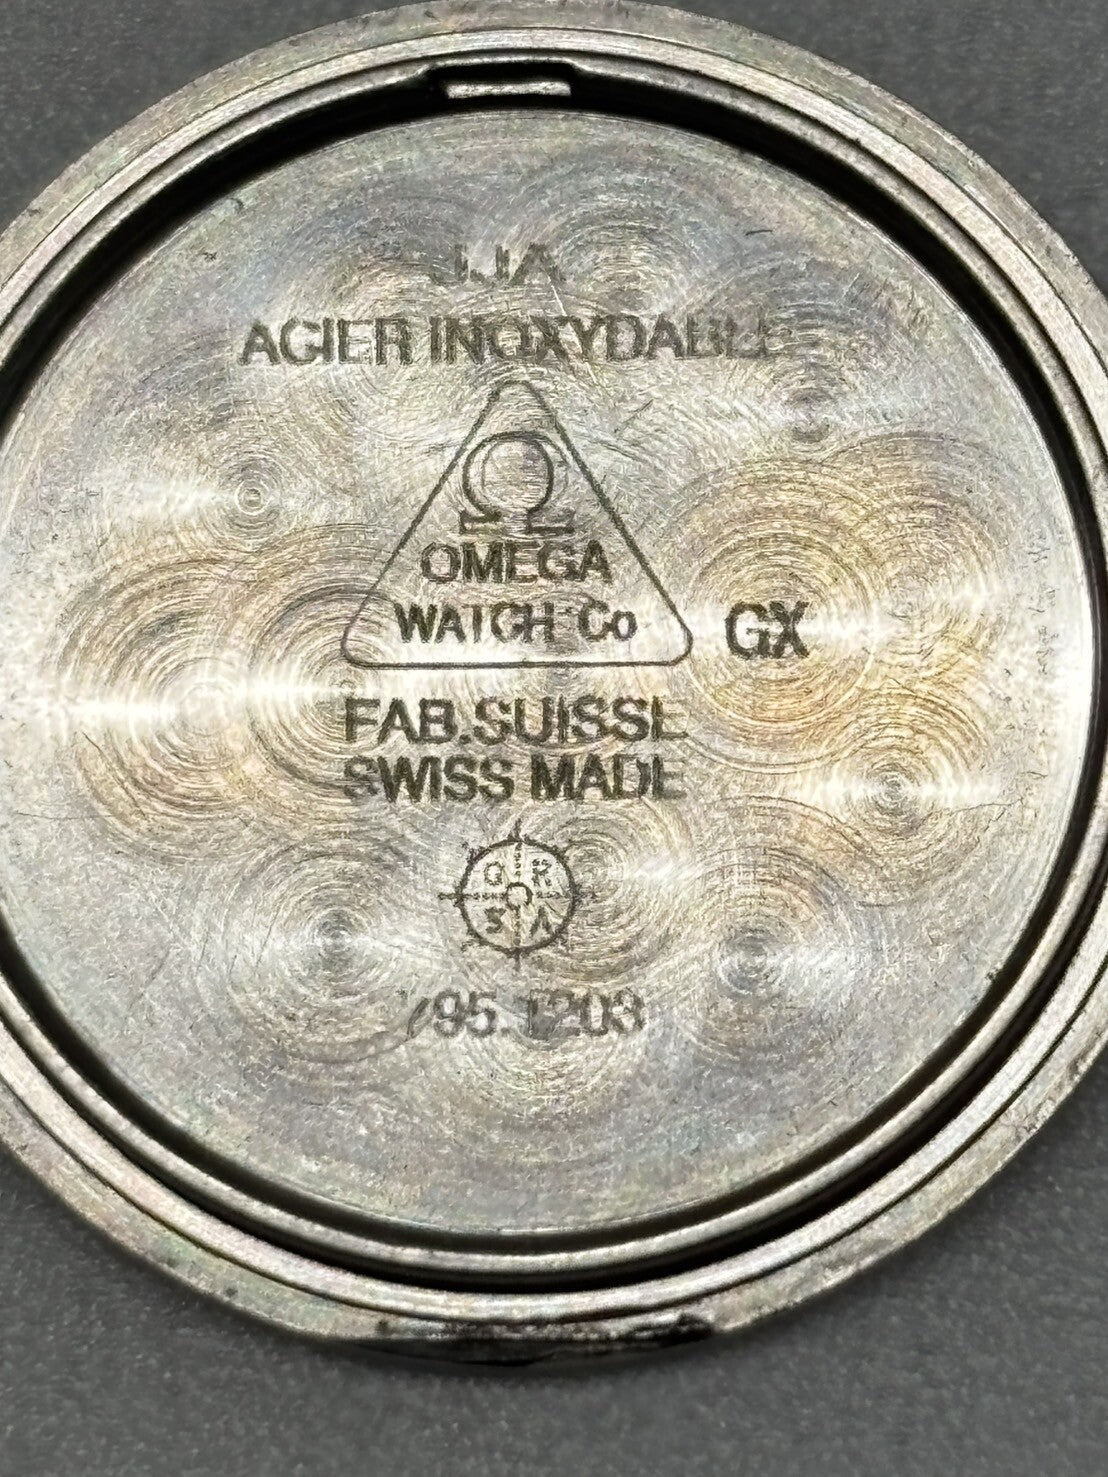 ACIER INOXYDABLE
Ω
OMEGA
WATCH Co
GX
FAB.SUISSE
SWISS MADE